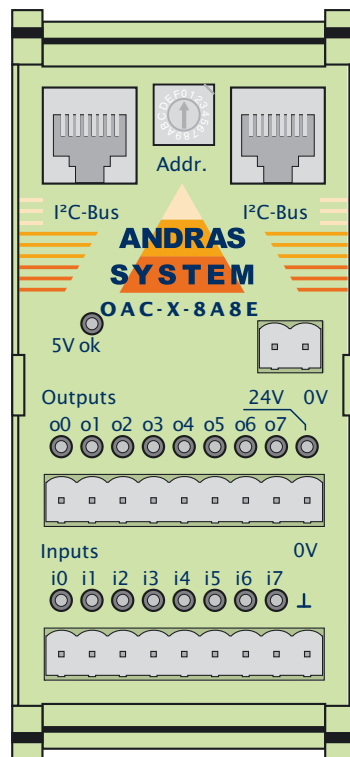 ABCDEF0123456789
Addr.
I²C-Bus I²C-Bus
ANDRAS
SYSTEM
OAC-X-8A8E
5V ok
Outputs 24V 0V
o0 o1 o2 o3 o4 o5 o6 o7
Inputs 0V
i0 i1 i2 i3 i4 i5 i6 i7 ⊥